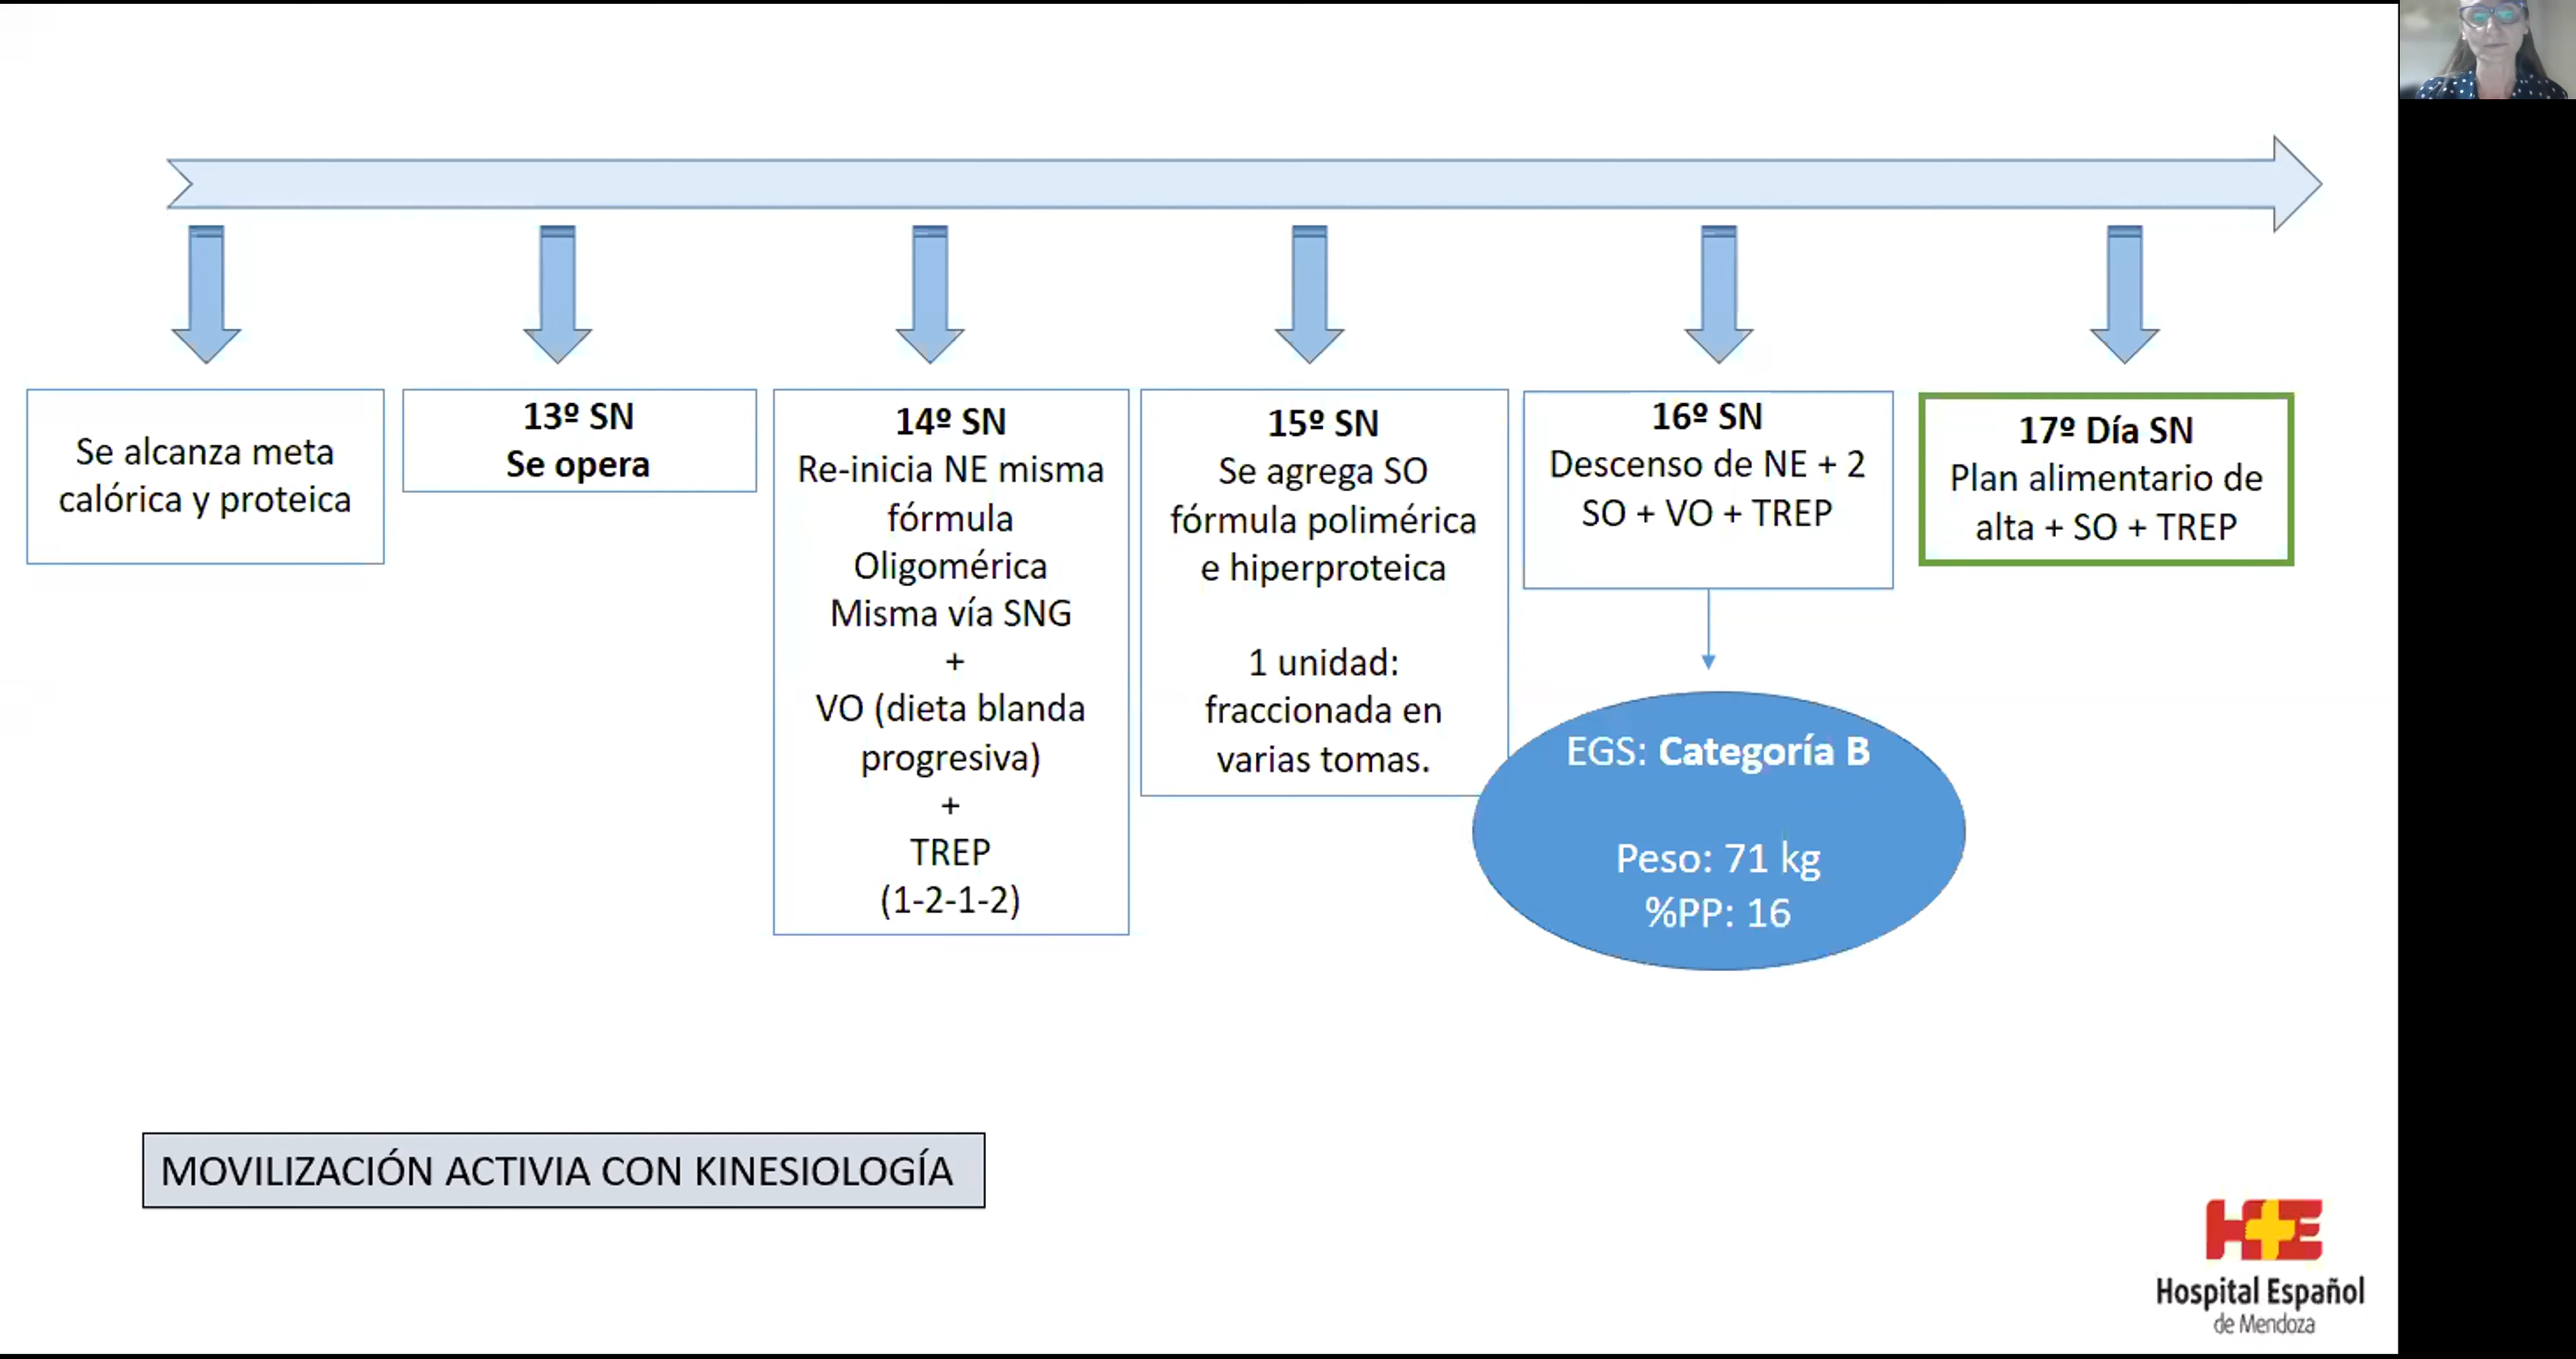 Se alcanza meta
calórica y proteica
13º SN
Se opera
14º SN
Re-inicia NE misma
fórmula
Oligomérica
Misma vía SNG
+
VO (dieta blanda
progresiva)
+
TREP
(1-2-1-2)
15º SN
Se agrega SO
fórmula polimérica
e hiperproteica
1 unidad:
fraccionada en
varias tomas.
16º SN
Descenso de NE + 2
SO + VO + TREP
EGS: Categoría B
Peso: 71 kg
%PP: 16
17º Día SN
Plan alimentario de
alta + SO + TREP
MOVILIZACIÓN ACTIVIA CON KINESIOLOGÍA
H+E
Hospital Español
de Mendoza